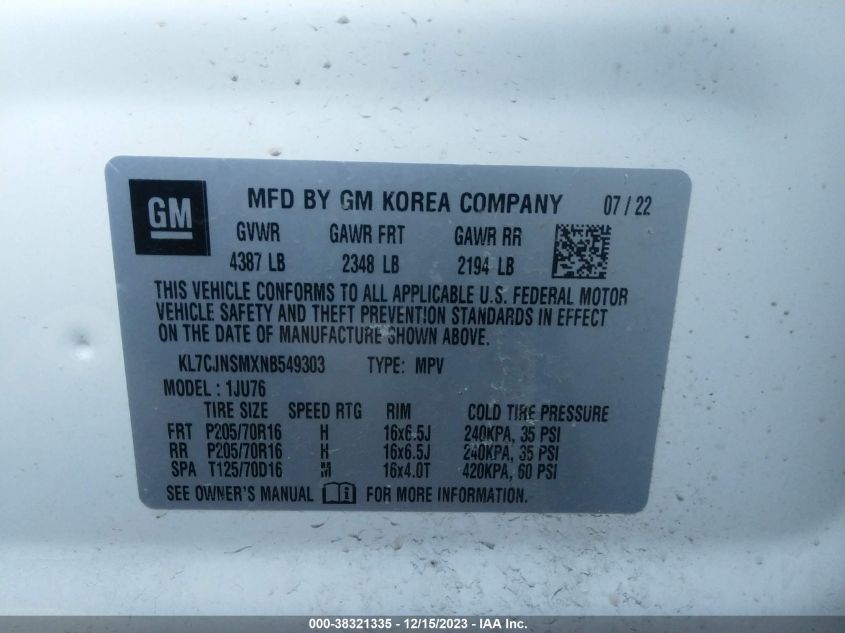 GM MFD BY GM KOREA COMPANY 07 / 22
GVWR GAWR FRT GAWR RR
4387 LB 2348 LB 2194 LB
THIS VEHICLE CONFORMS TO ALL APPLICABLE U.S. FEDERAL MOTOR
VEHICLE SAFETY AND THEFT PREVENTION STANDARDS IN EFFECT
ON THE DATE OF MANUFACTURE SHOWN ABOVE.
KL7CJNSMXNB549303 TYPE: MPV
MODEL : 1JU76
TIRE SIZE SPEED RTG RIM COLD TIRE PRESSURE
FRT P205/70R16 H 16x6.5J 240KPA, 35 PSI
RR P205/70R16 H 16x6.5J 240KPA, 35 PSI
SPA T125/70D16 M 16x4.0T 420KPA, 60 PSI
SEE OWNER'S MANUAL FOR MORE INFORMATION.
000-38321335 - 12/15/2023 - IAA Inc.